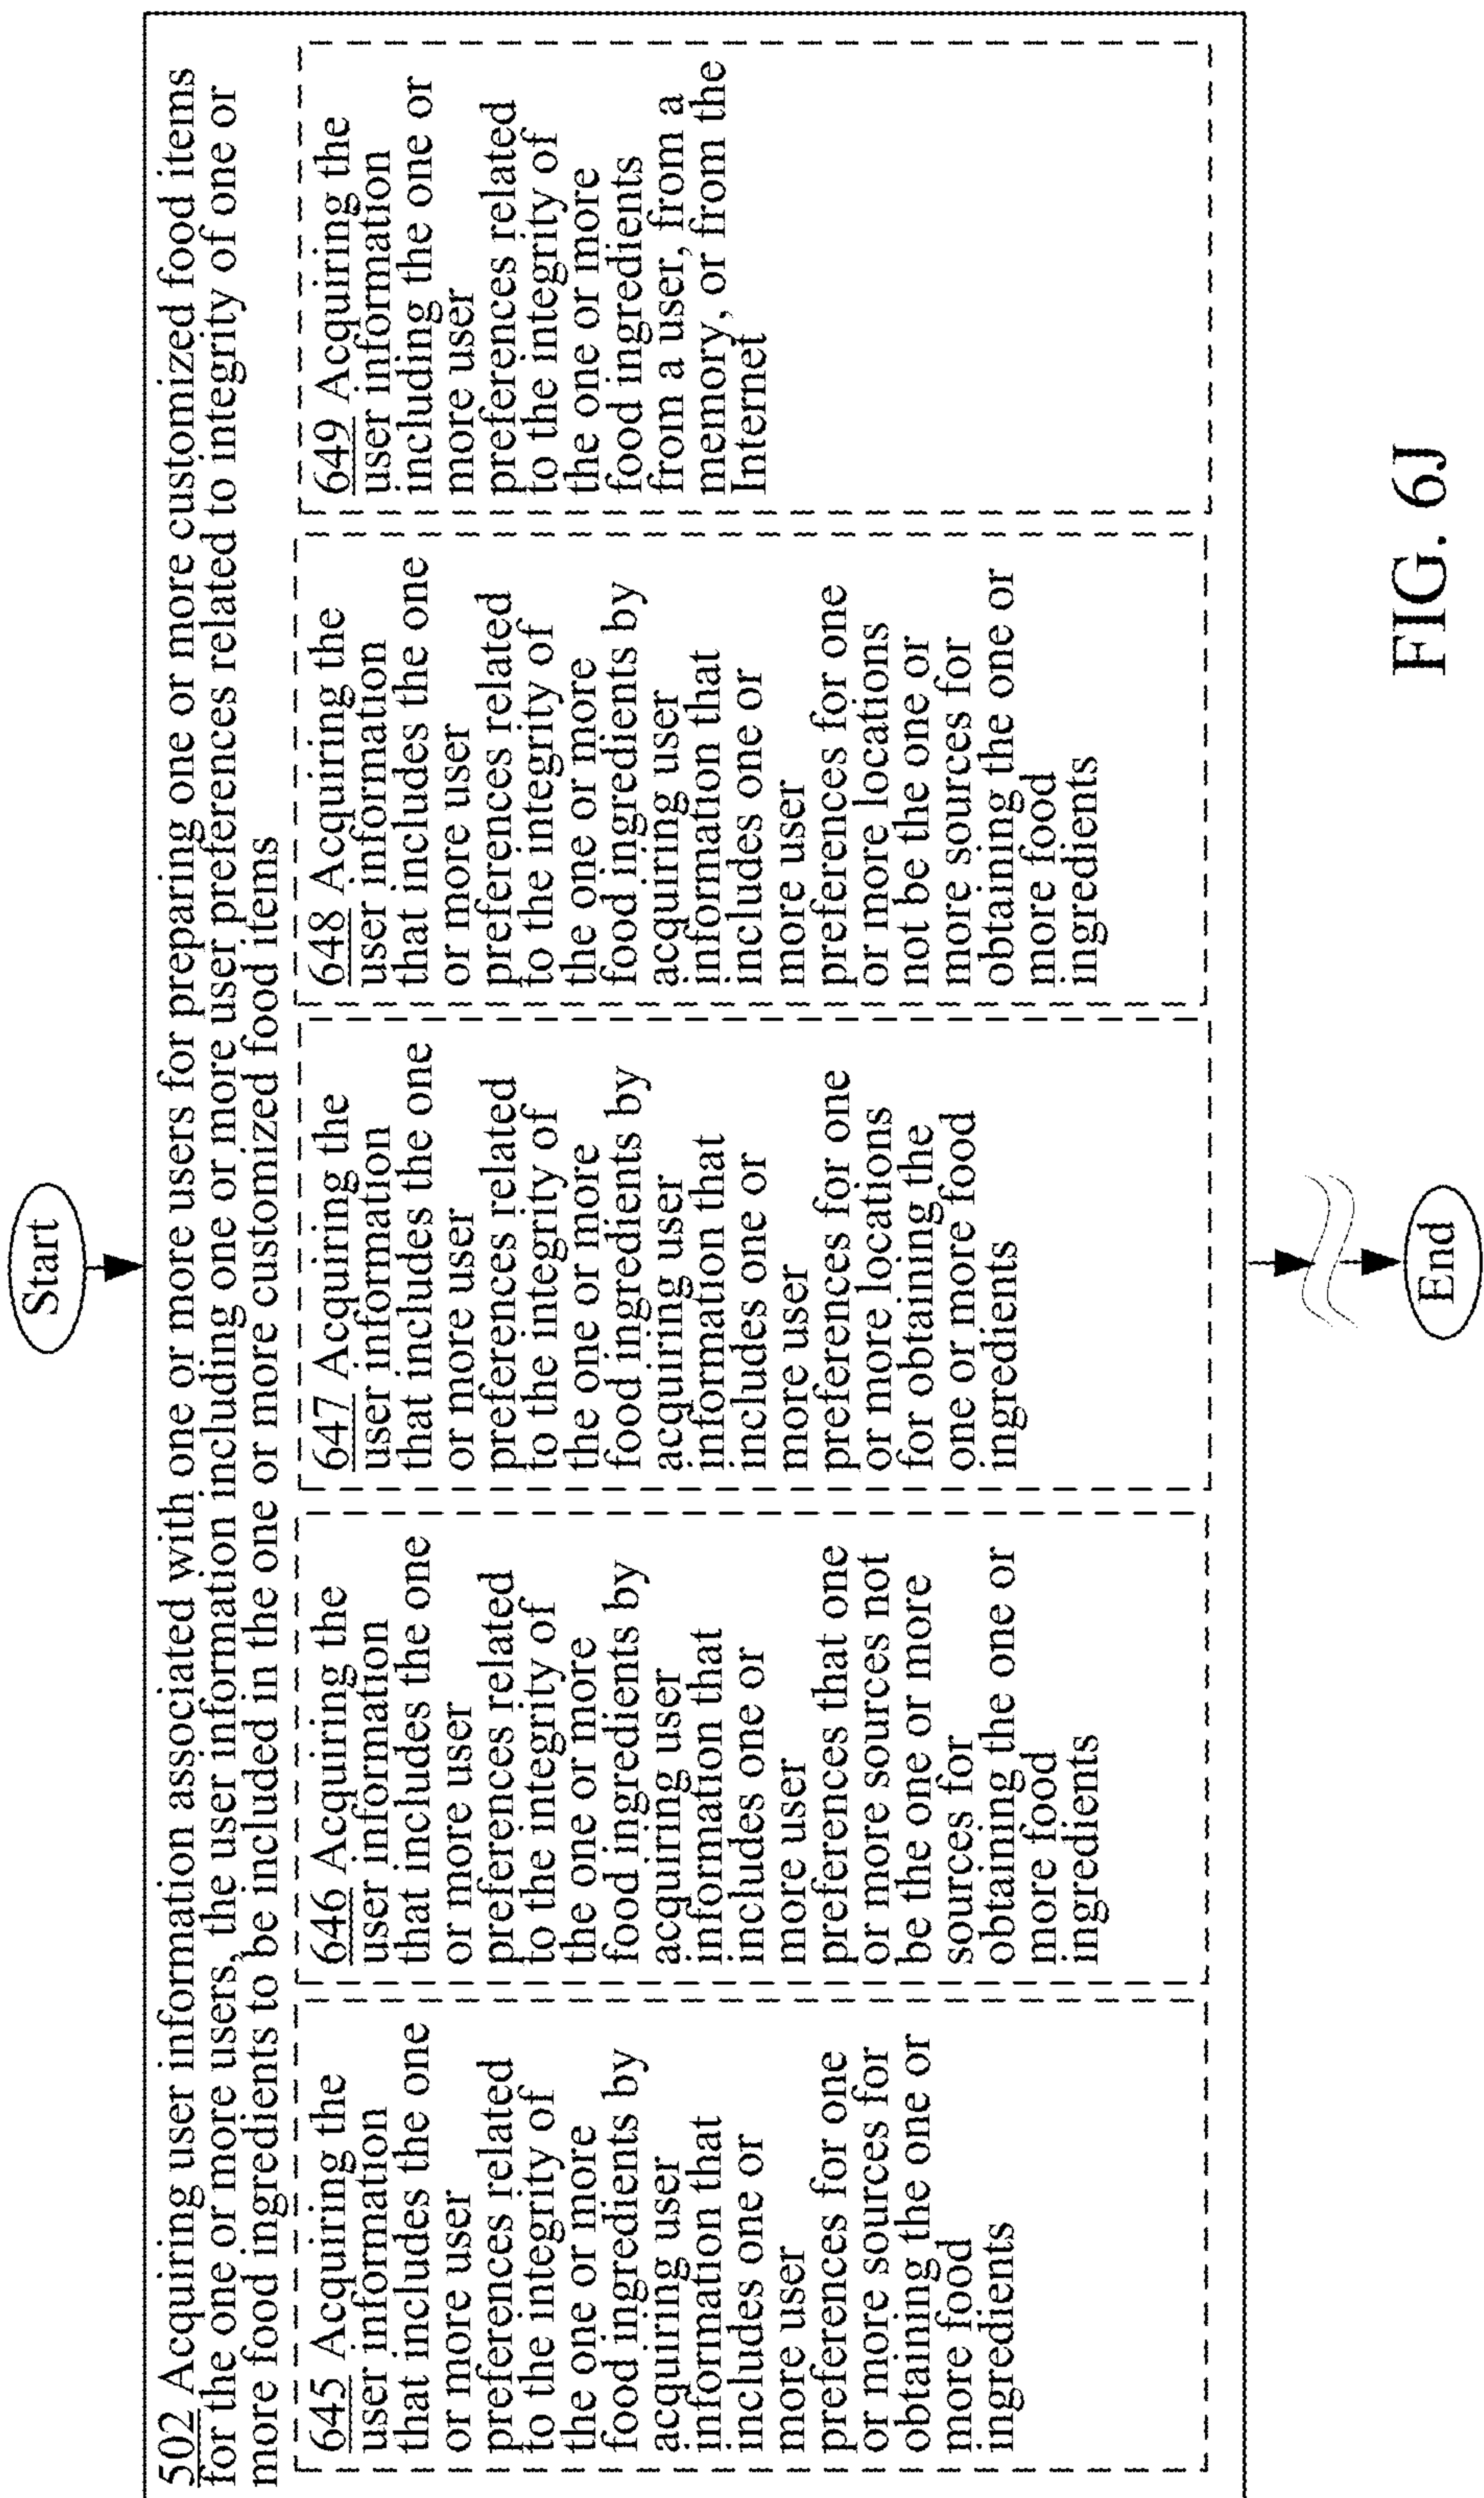 Start
502 Acquiring user information associated with one or more users for preparing one or more customized food items
for the one or more users, the user information including one or more user preferences related to integrity of one or
more food ingredients to be included in the one or more customized food items
645 Acquiring the
user information
that includes the one
or more user
preferences related
to the integrity of
the one or more
food ingredients by
acquiring user
information that
includes one or
more user
preferences for one
or more sources for
obtaining the one or
more food
ingredients
646 Acquiring the
user information
that includes the one
or more user
preferences related
to the integrity of
the one or more
food ingredients by
acquiring user
information that
includes one or
more user
preferences that one
or more sources not
be the one or more
sources for
obtaining the one or
more food
ingredients
647 Acquiring the
user information
that includes the one
or more user
preferences related
to the integrity of
the one or more
food ingredients by
acquiring user
information that
includes one or
more user
preferences for one
or more locations
for obtaining the
one or more food
ingredients
648 Acquiring the
user information
that includes the one
or more user
preferences related
to the integrity of
the one or more
food ingredients by
acquiring user
information that
includes one or
more user
preferences for one
or more locations
not be the one or
more sources for
obtaining the one or
more food
ingredients
649 Acquiring the
user information
including the one or
more user
preferences related
to the integrity of
the one or more
food ingredients
from a user, from a
memory, or from the
Internet
End
FIG. 6J